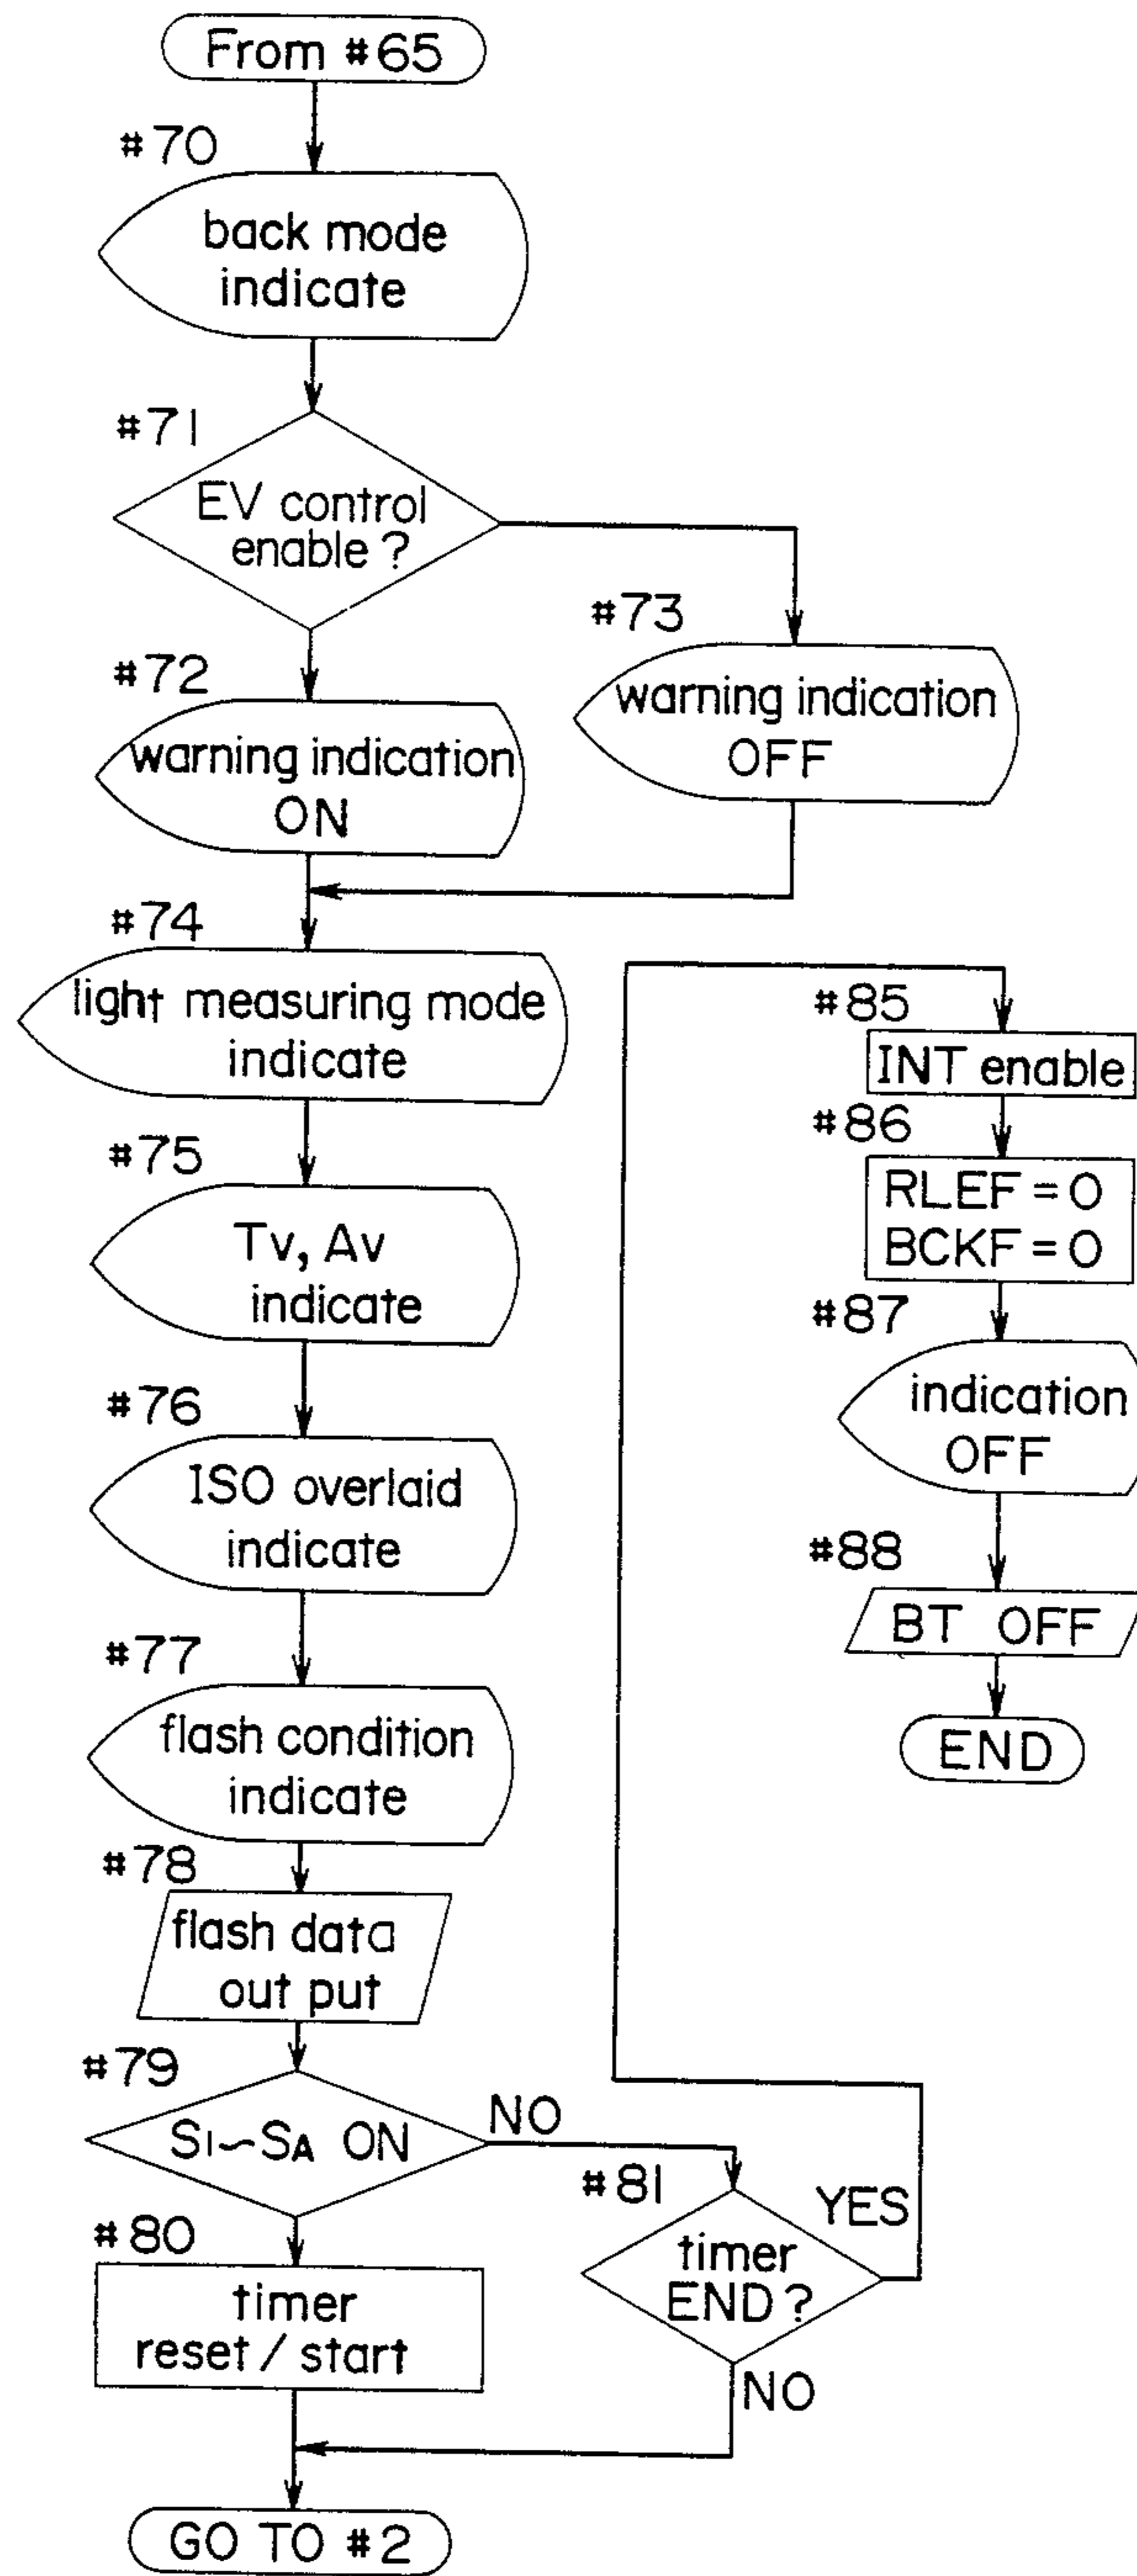 From #65
#70
back mode
indicate
#71
EV control
enable?
#72
warning indication
ON
#73
warning indication
OFF
#74
light measuring mode
indicate
#75
Tv, Av
indicate
#76
ISO overlaid
indicate
#77
flash condition
indicate
#78
flash data
out put
#79
S1~SA ON
NO
#80
timer
reset / start
#81
timer
END?
YES
NO
GO TO #2
#85
INT enable
#86
RLEF = 0
BCKF = 0
#87
indication
OFF
#88
BT OFF
END